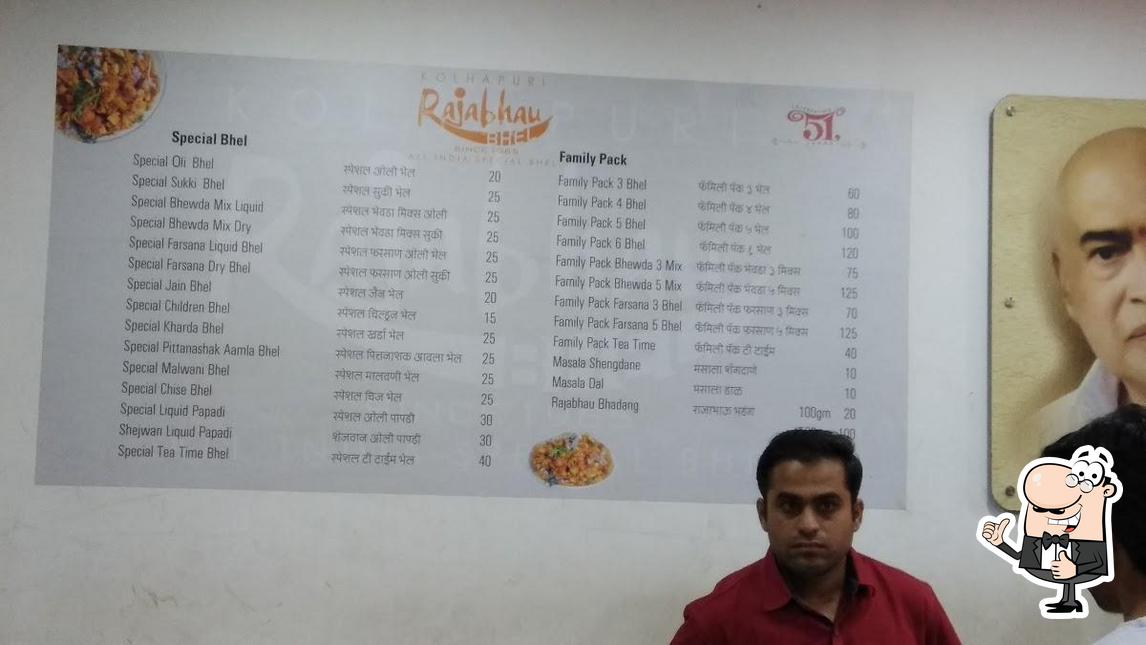 KOLHAPURI
Rajabhau
BHEL
SINCE 1965
ALL INDIA SPECIAL BHEL
51
Special Bhel
Special Oli Bhel स्पेशल ओली भेल 20
Special Sukki Bhel स्पेशल सुकी भेल 25
Special Bhewda Mix Liquid स्पेशल भेवडा मिक्स ओली 25
Special Bhewda Mix Dry स्पेशल भेवडा मिक्स सुकी 25
Special Farsana Liquid Bhel स्पेशल फरसाण ओली भेल 25
Special Farsana Dry Bhel स्पेशल फरसाण ओली सुकी 25
Special Jain Bhel स्पेशल जैन भेल 20
Special Children Bhel स्पेशल चिल्ड्रन भेल 15
Special Kharda Bhel स्पेशल खर्डा भेल 25
Special Pittanashak Aamla Bhel स्पेशल पित्तनाशक आवला भेल 25
Special Malwani Bhel स्पेशल मालवणी भेल 25
Special Chise Bhel स्पेशल चिज भेल 25
Special Liquid Papadi स्पेशल ओली पापडी 30
Shejwan Liquid Papadi शेजवान ओली पापडी 30
Special Tea Time Bhel स्पेशल टी टाईम भेल 40
Family Pack
Family Pack 3 Bhel फॅमिली पॅक ३ भेल 60
Family Pack 4 Bhel फॅमिली पॅक ४ भेल 80
Family Pack 5 Bhel फॅमिली पॅक ५ भेल 100
Family Pack 6 Bhel फॅमिली पॅक ६ भेल 120
Family Pack Bhewda 3 Mix फॅमिली पॅक भेवडा ३ मिक्स 75
Family Pack Bhewda 5 Mix फॅमिली पॅक भेवडा ५ मिक्स 125
Family Pack Farsana 3 Bhel फॅमिली पॅक फरसाण ३ मिक्स 70
Family Pack Farsana 5 Bhel फॅमिली पॅक फरसाण ५ मिक्स 125
Family Pack Tea Time फॅमिली पॅक टी टाईम 40
Masala Shengdane मसाला शेंगदाणे 10
Masala Dal मसाला डाळ 10
Rajabhau Bhadang राजाभाऊ भडंग 100gm 20
100